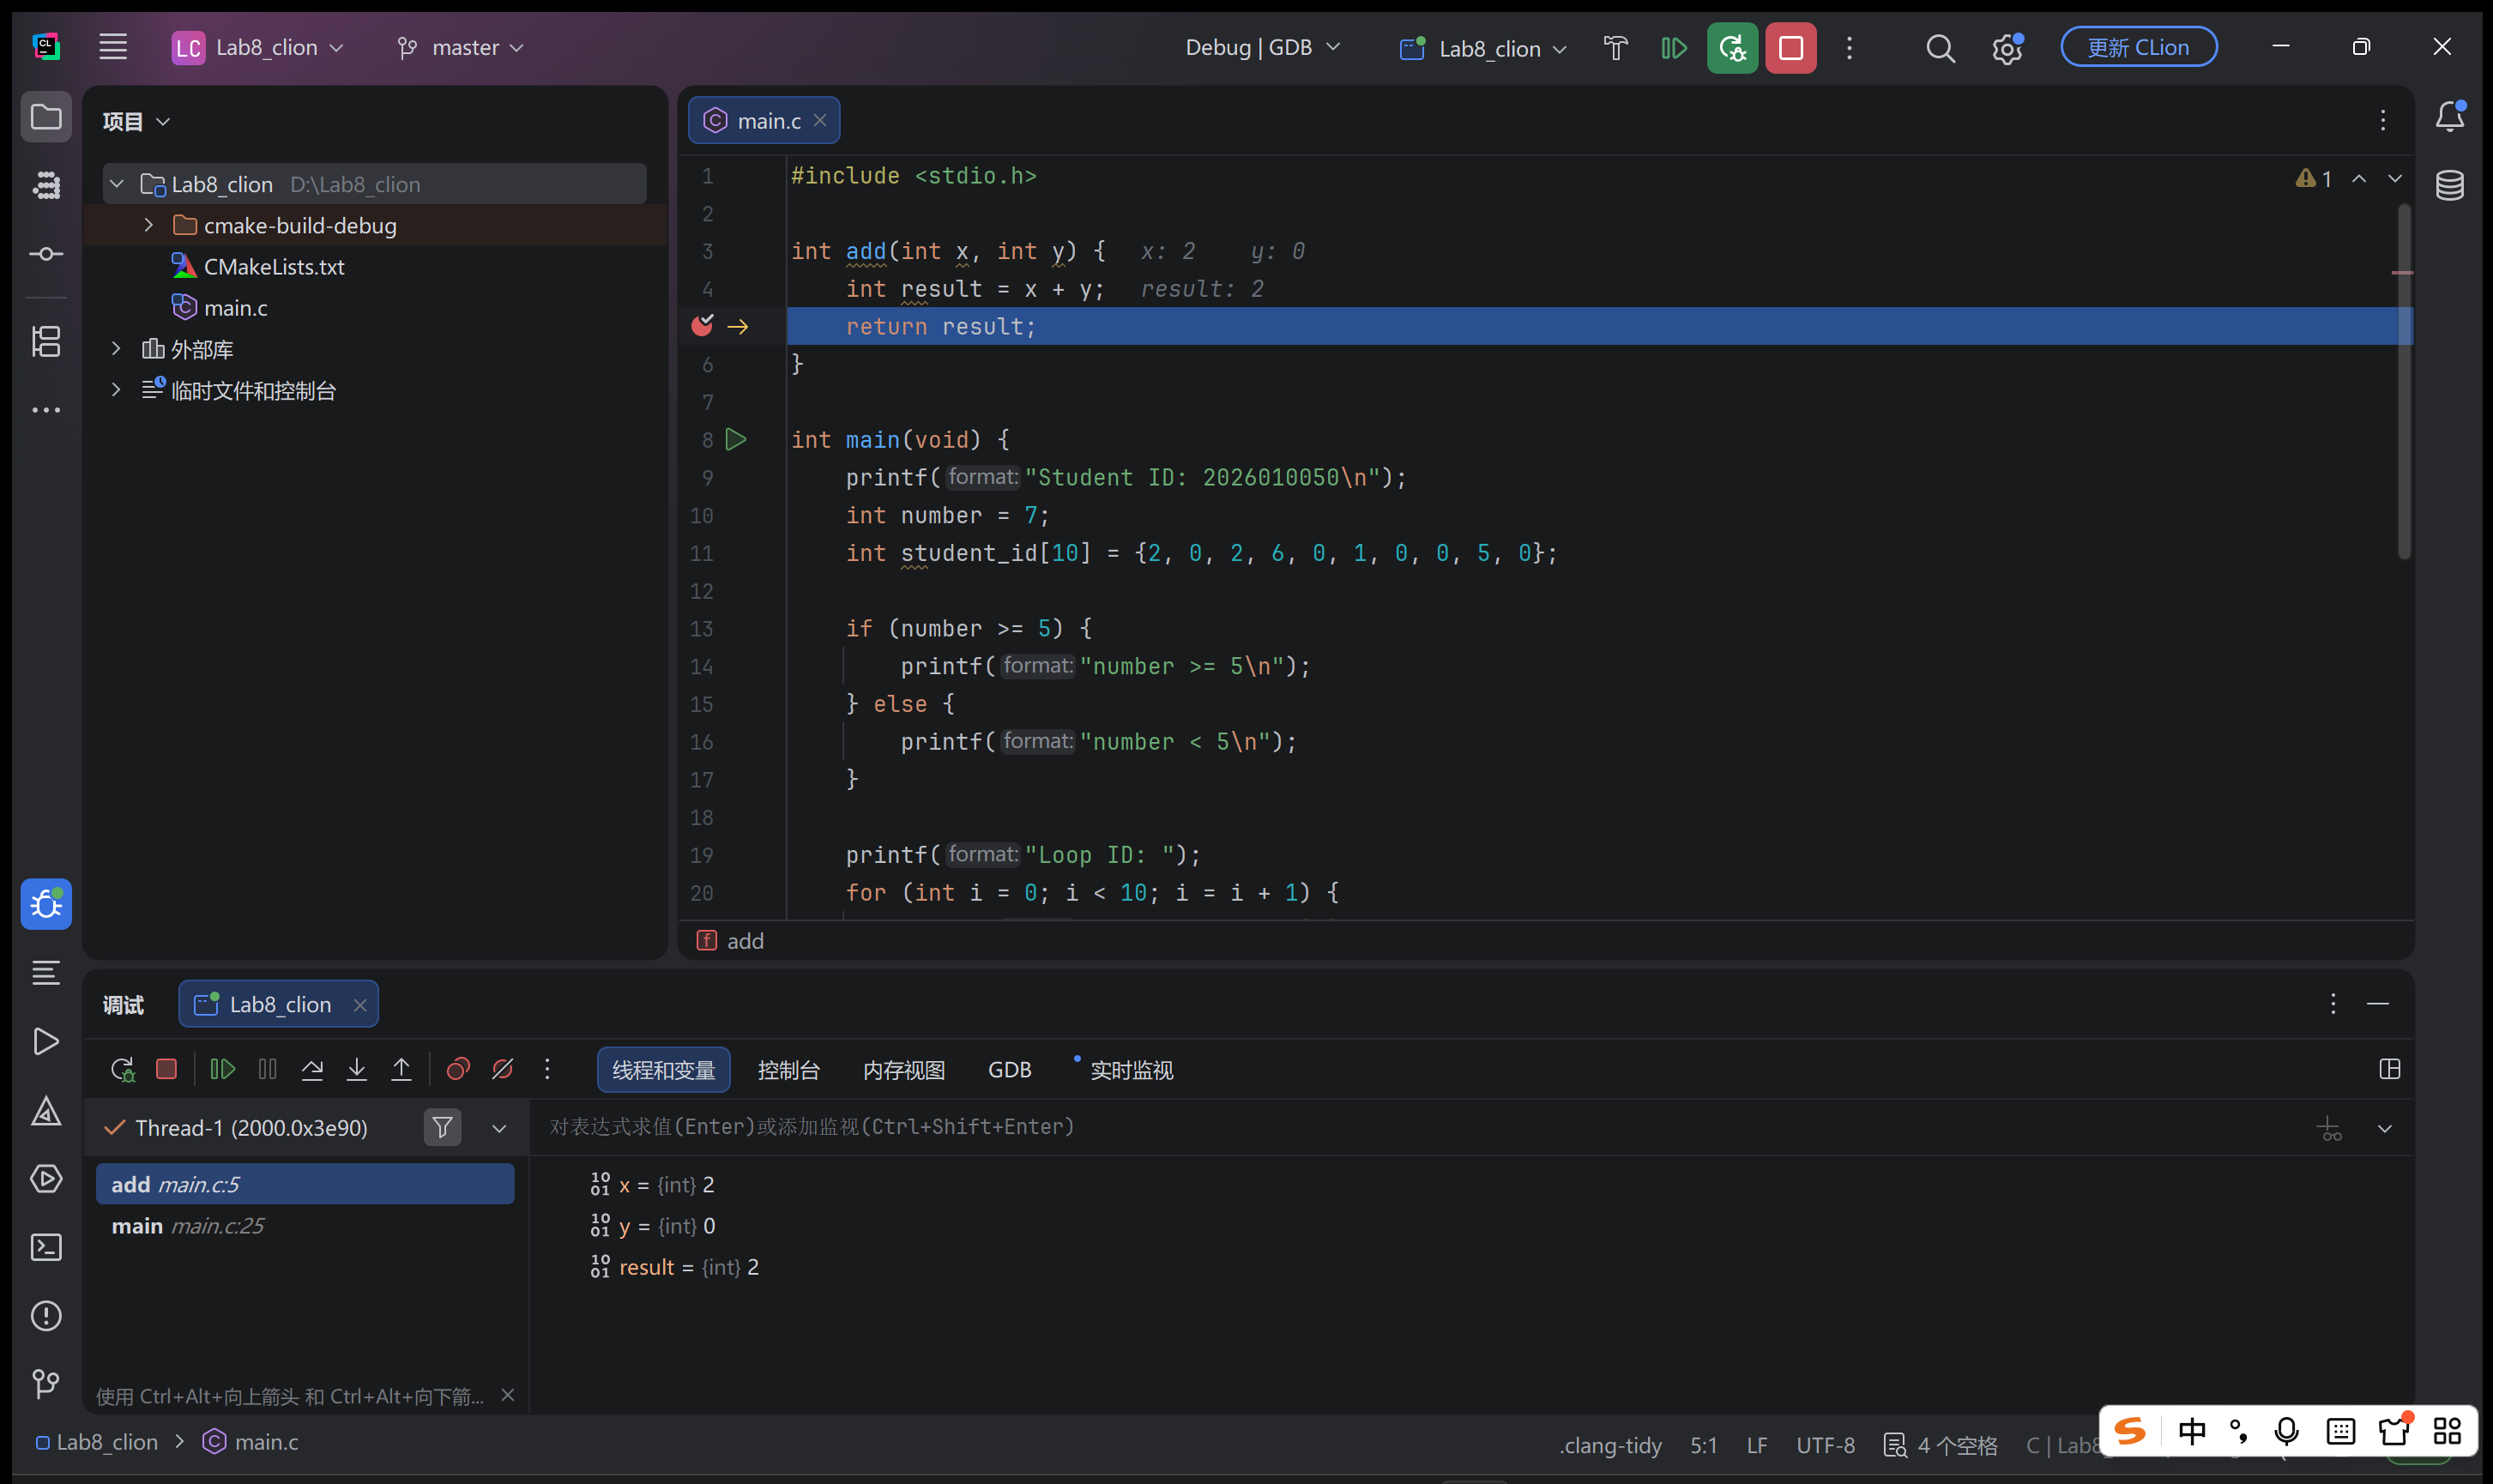 CL LC Lab8_clion master Debug | GDB Lab8_clion 更新 CLion
项目
Lab8_clion D:\Lab8_clion
cmake-build-debug
CMakeLists.txt
main.c
外部库
临时文件和控制台
main.c
1 #include <stdio.h>
1
2
3 int add(int x, int y) { x: 2 y: 0
4 int result = x + y; result: 2
return result;
6 }
7
8 int main(void) {
9 printf(format:"Student ID: 2026010050\n");
10 int number = 7;
11 int student_id[10] = {2, 0, 2, 6, 0, 1, 0, 0, 5, 0};
12
13 if (number >= 5) {
14 printf(format:"number >= 5\n");
15 } else {
16 printf(format:"number < 5\n");
17 }
18
19 printf(format:"Loop ID: ");
20 for (int i = 0; i < 10; i = i + 1) {
f add
调试 Lab8_clion
线程和变量 控制台 内存视图 GDB 实时监视
Thread-1 (2000.0x3e90)
对表达式求值(Enter)或添加监视(Ctrl+Shift+Enter)
add main.c:5
main main.c:25
x = {int} 2
y = {int} 0
result = {int} 2
使用 Ctrl+Alt+向上箭头 和 Ctrl+Alt+向下箭...
Lab8_clion main.c
.clang-tidy 5:1 LF UTF-8 4 个空格 C | Lab8_
中